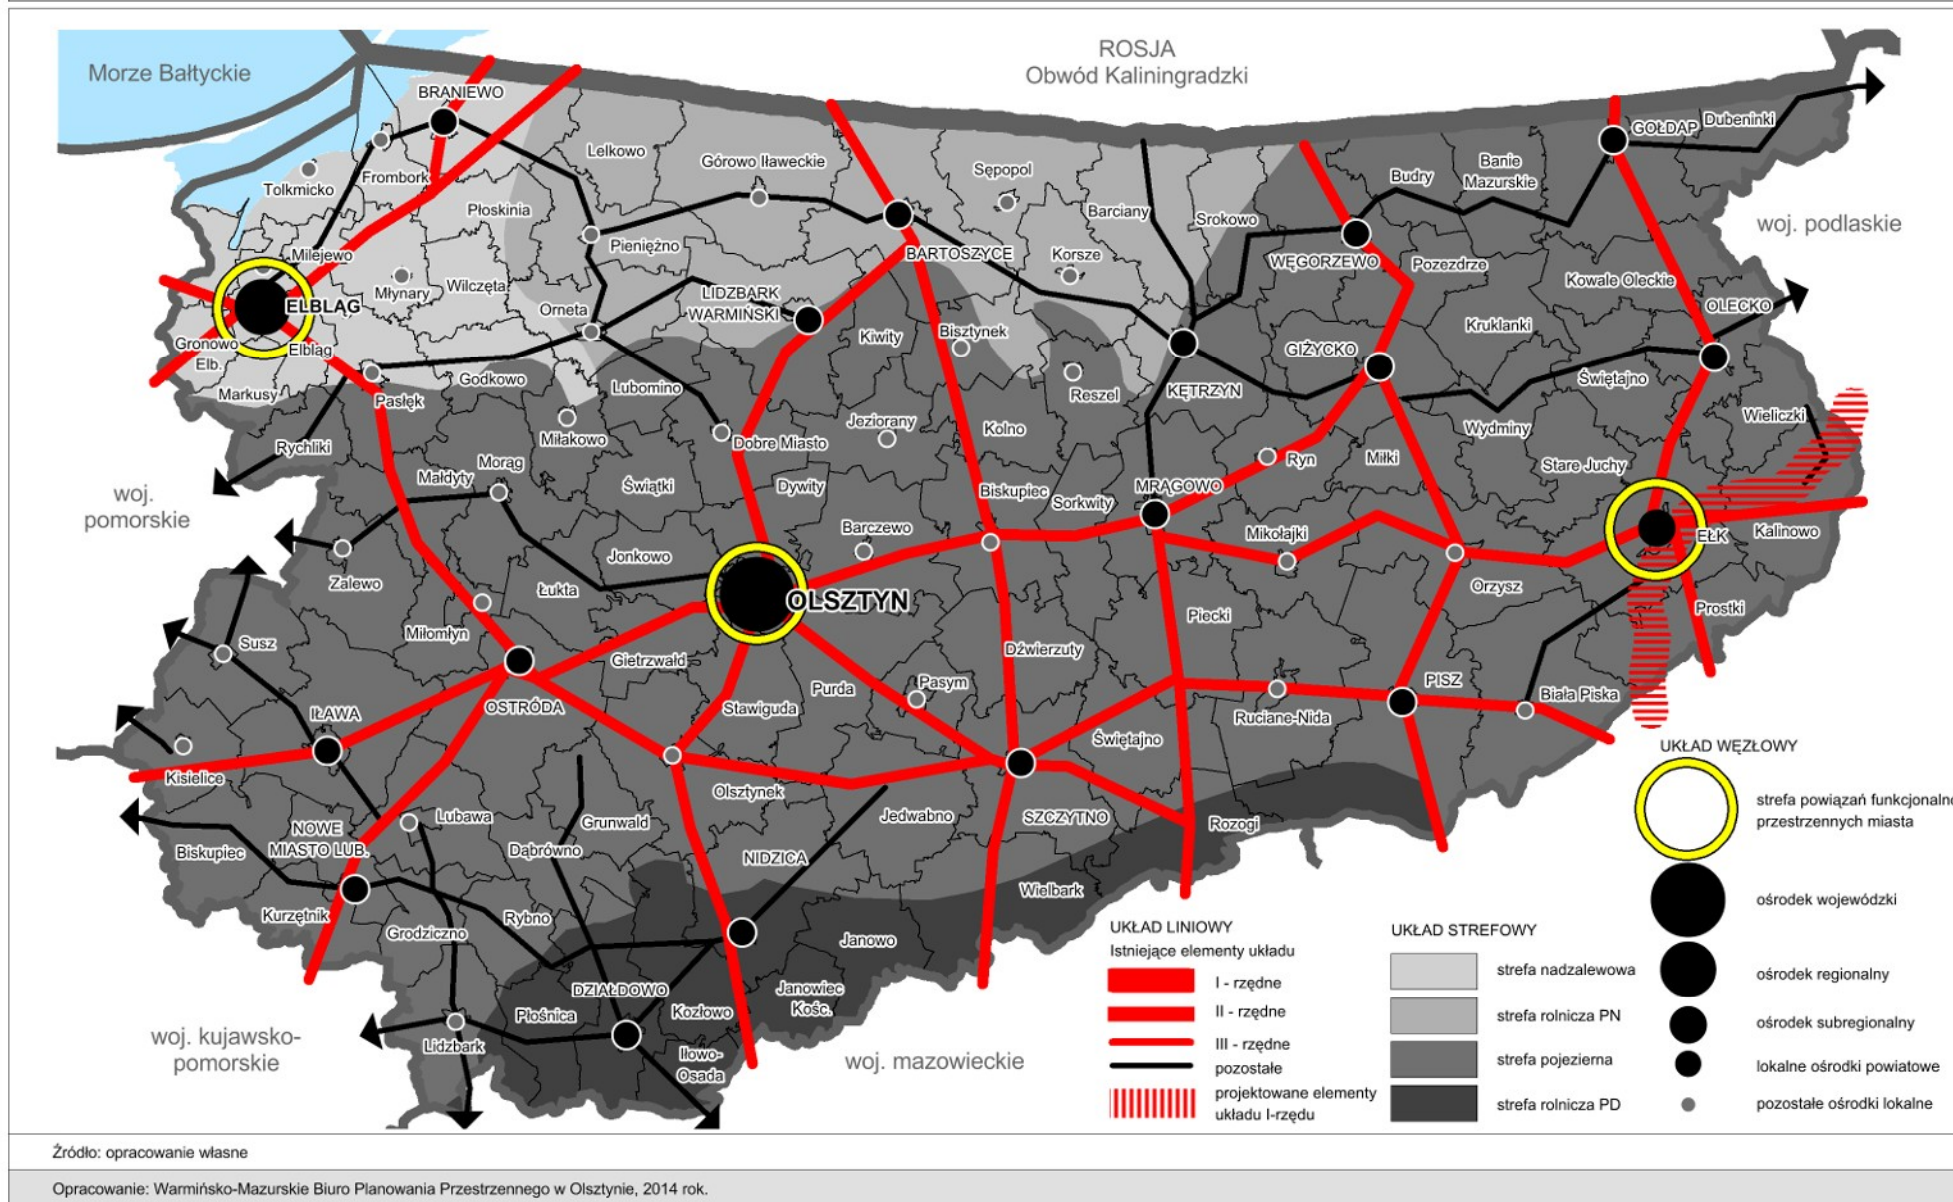 Morze Bałtyckie
ROSJA
Obwód Kaliningradzki
BRANIEWO
GOŁDAP
Dubeninki
Lelkowo
Górowo Iławeckie
Sępopol
Budry
Banie
Mazurskie
Tolkmicko
Frombork
Płoskinia
Barciany
Srokowo
woj. podlaskie
Pieniężno
BARTOSZYCE
Korsze
WĘGORZEWO
Pozezdrze
Kowale Oleckie
Milejewo
Młynary
Wilczęta
Orneta
LIDZBARK
WARMIŃSKI
OLECKO
ELBLĄG
Kiwity
Bisztynek
Kruklanki
Gronowo
Elb.
Elbląg
GIŻYCKO
Markusy
Godkowo
Lubomino
Reszel
KĘTRZYN
Świętajno
Pasłęk
Wieliczki
Rychliki
Miłakowo
Dobre Miasto
Jeziorany
Kolno
Wydminy
Małdyty
Morąg
Ryn
Miłki
Stare Juchy
woj.
pomorskie
Świątki
Dywity
Biskupiec
Sorkwity
MRĄGOWO
Barczewo
Mikołajki
EŁK
Kalinowo
Zalewo
Jonkowo
Łukta
OLSZTYN
Orzysz
Prostki
Piecki
Susz
Miłomłyn
Gietrzwałd
Dźwierzuty
Purda
Pasym
PISZ
Biała Piska
IŁAWA
OSTRÓDA
Stawiguda
Ruciane-Nida
Świętajno
Kisielice
Olsztynek
Jedwabno
SZCZYTNO
Rozogi
NOWE
MIASTO LUB.
Lubawa
Grunwald
Dąbrówno
Biskupiec
NIDZICA
Wielbark
Kurzętnik
Grodziczno
Rybno
Janowo
DZIAŁDOWO
Janowiec
Kośc.
Płośnica
Kozłowo
woj. kujawsko-
pomorskie
Lidzbark
Iłowo-
Osada
woj. mazowieckie
UKŁAD LINIOWY
Istniejące elementy układu
I - rzędne
II - rzędne
III - rzędne
pozostałe
projektowane elementy
układu I-rzędu
UKŁAD STREFOWY
strefa nadzalewowa
strefa rolnicza PN
strefa pojezierna
strefa rolnicza PD
UKŁAD WĘZŁOWY
strefa powiązań funkcjonalno
przestrzennych miasta
ośrodek wojewódzki
ośrodek regionalny
ośrodek subregionalny
lokalne ośrodki powiatowe
pozostałe ośrodki lokalne
Źródło: opracowanie własne
Opracowanie: Warmińsko-Mazurskie Biuro Planowania Przestrzennego w Olsztynie, 2014 rok.